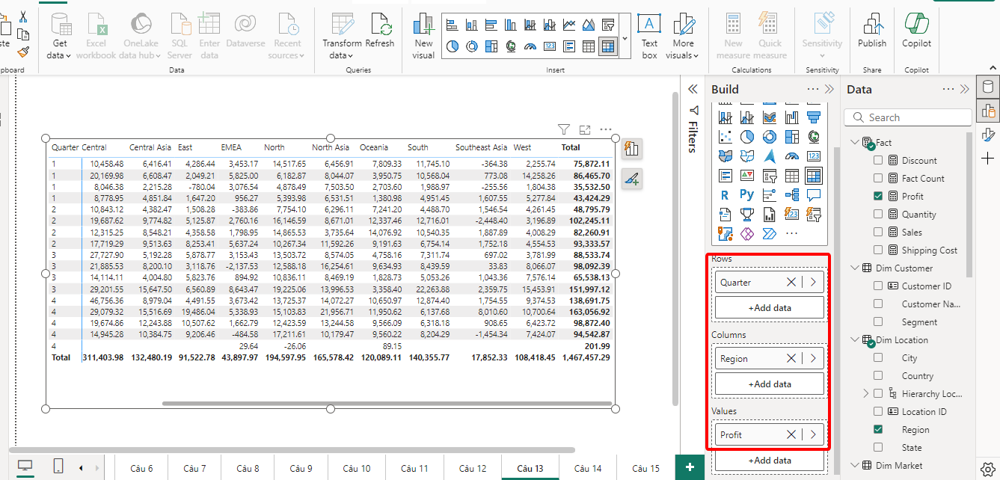 ste
Get data
Excel workbook
OneLake data hub
SQL Server
Enter data
Dataverse
Recent sources
Transform data
Refresh
New visual
Text box
More visuals
New measure
Quick measure
Sensitivity
Publish
Copilot
pboard
Data
Queries
Insert
Calculations
Sensitivity
Share
Copilot
Quarter Central Central Asia East EMEA North North Asia Oceania South Southeast Asia West Total
1 10,458.48 6,416.41 4,286.44 3,453.17 14,517.65 6,456.91 7,809.33 11,745.10 -364.38 2,255.74 75,872.11
1 20,169.98 6,608.47 2,049.21 5,825.00 6,182.87 8,044.07 3,950.75 10,568.04 773.08 14,258.26 86,465.70
1 8,046.38 2,215.28 -780.04 3,076.54 4,878.49 7,503.50 2,703.60 1,988.97 -255.56 1,804.38 35,532.50
1 8,778.95 4,851.84 1,647.20 956.27 5,393.98 6,531.51 1,380.98 4,951.45 1,607.55 5,277.84 43,424.29
2 10,843.12 4,382.47 1,508.28 -383.86 7,754.10 6,296.11 7,241.20 4,488.70 1,546.54 4,261.45 48,795.79
2 19,687.62 9,774.82 5,125.87 2,760.16 16,146.59 8,671.01 12,337.46 12,716.01 -2,448.40 3,196.89 102,245.11
2 12,315.25 8,548.21 4,358.58 1,798.95 14,865.53 3,735.64 14,076.92 10,540.35 1,887.89 4,008.29 82,260.91
2 17,719.29 9,513.63 8,253.41 5,637.24 10,267.34 11,592.26 9,191.63 6,754.14 1,752.18 4,554.53 93,333.57
3 27,727.90 5,192.28 5,878.77 3,153.43 13,503.72 8,574.05 4,758.16 7,311.74 697.02 3,781.99 88,533.74
3 21,885.53 8,200.10 3,118.76 -2,137.53 12,588.18 16,254.61 9,634.93 8,439.59 33.83 8,066.07 98,092.39
3 14,114.11 4,004.80 5,823.76 894.92 10,836.11 8,469.19 1,828.73 5,053.26 1,043.36 7,576.14 65,538.13
3 29,201.55 15,647.50 6,560.89 8,643.47 19,225.06 13,996.53 3,358.40 22,263.88 2,359.75 15,453.91 151,997.12
4 46,756.36 8,979.04 4,491.55 3,673.42 13,725.37 14,072.27 10,650.97 12,874.40 1,754.55 9,374.53 138,691.75
4 29,079.32 15,516.69 19,486.04 5,338.93 15,103.83 21,956.71 11,950.62 6,137.68 8,010.60 10,700.64 163,056.92
4 19,674.86 12,243.88 10,507.62 1,662.79 12,423.59 13,244.58 9,566.09 6,318.18 908.65 6,423.72 98,872.40
4 14,945.28 10,384.75 9,206.46 -484.58 17,211.61 10,179.47 9,560.22 8,204.29 -1,454.34 7,424.07 94,542.87
4 29.64 -26.06 89.15 201.99
Total 311,403.98 132,480.19 91,522.78 43,897.97 194,597.95 165,578.42 120,089.11 140,355.77 17,852.33 108,418.45 1,467,457.29
Filters
Build
R
Py
Rows
Quarter
+Add data
Columns
Region
+Add data
Values
Profit
+Add data
Data
Search
Fact
Discount
Fact Count
Profit
Quantity
Sales
Shipping Cost
Dim Customer
Customer ID
Customer Na...
Segment
Dim Location
City
Country
Hierarchy Loc...
Location ID
Region
State
Dim Market
Câu 6
Câu 7
Câu 8
Câu 9
Câu 10
Câu 11
Câu 12
Câu 13
Câu 14
Câu 15